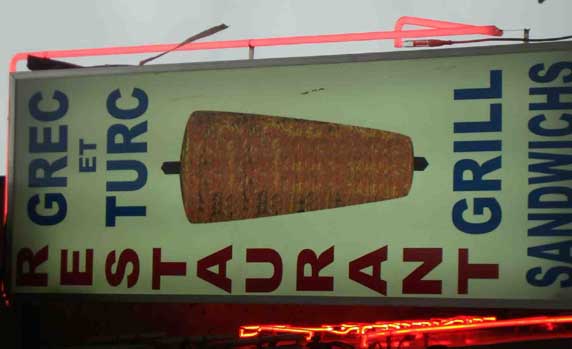 GREC
ET
TURC
GRILL
SANDWICHS
RESTAURANT